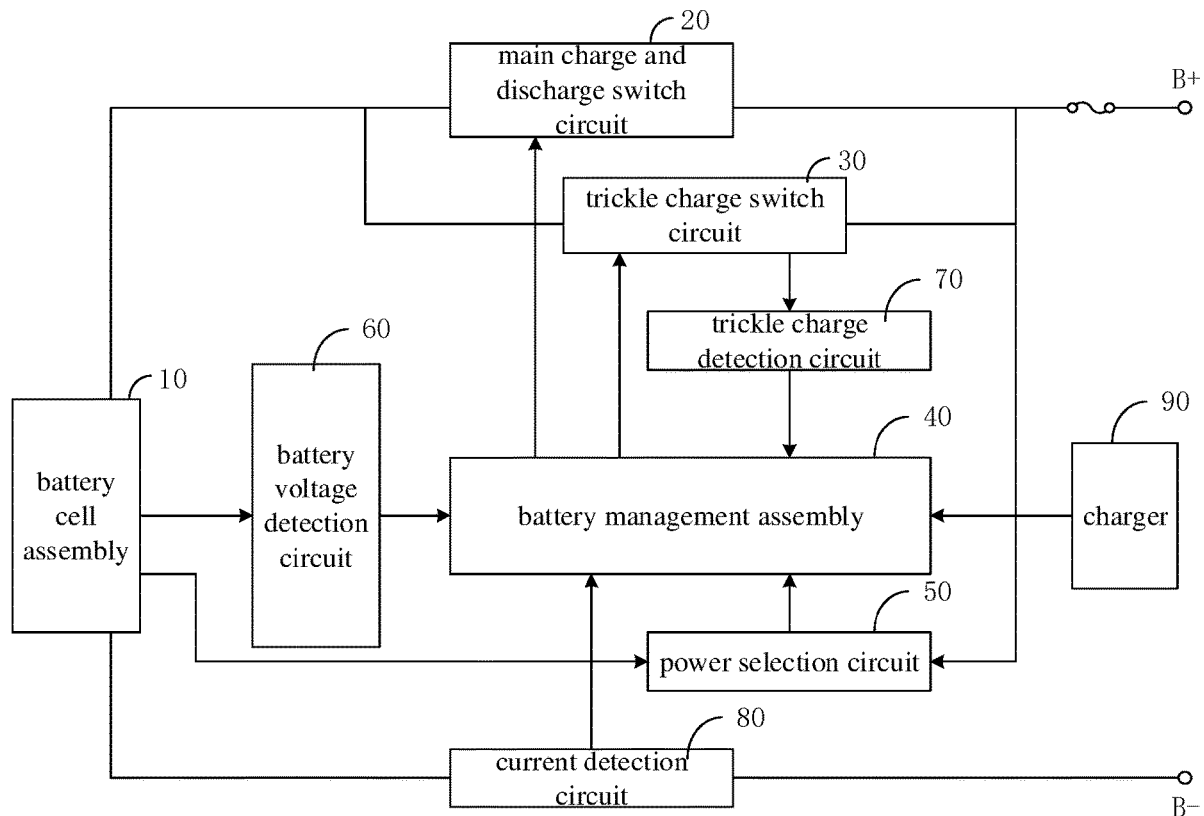 20
main charge and
discharge switch
circuit
B+
30
trickle charge switch
circuit
70
trickle charge
detection circuit
60
10
40
90
battery
cell
assembly
battery
voltage
detection
circuit
battery management assembly
charger
50
power selection circuit
80
current detection
circuit
B-